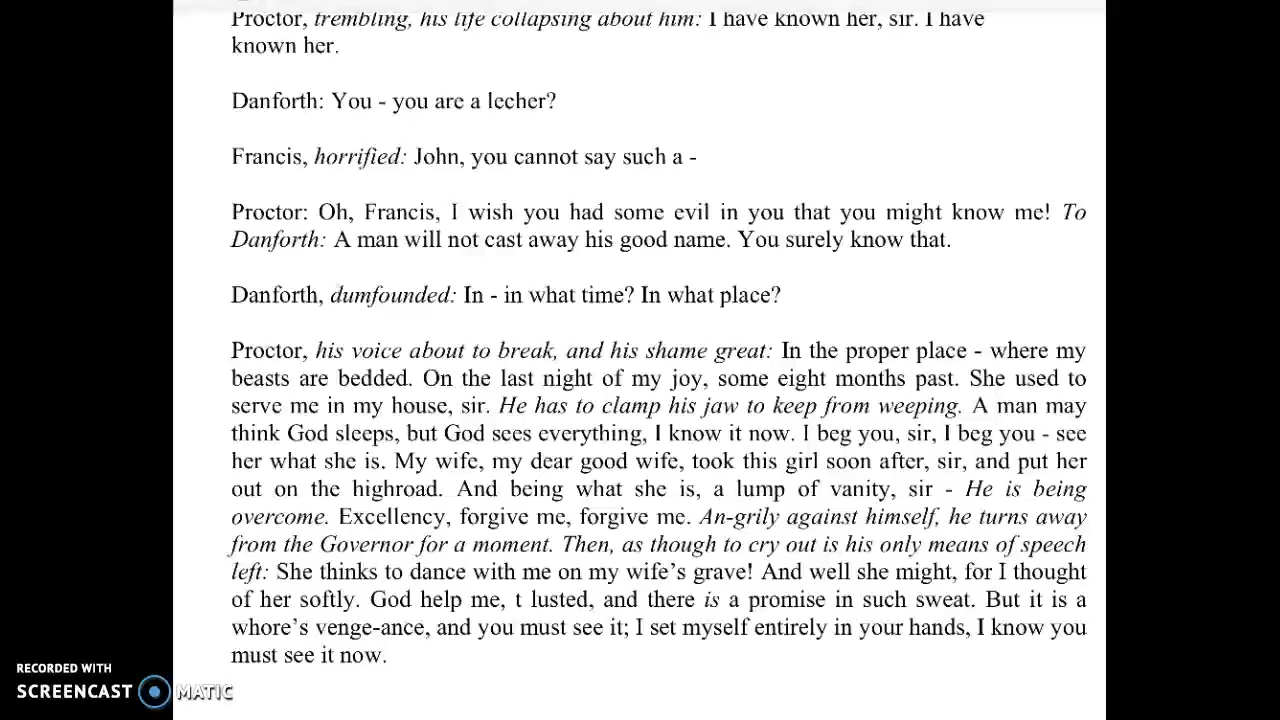 Proctor, trembling, his life collapsing about him: I have known her, sir. I have
known her.
Danforth: You - you are a lecher?
Francis, horrified: John, you cannot say such a -
Proctor: Oh, Francis, I wish you had some evil in you that you might know me! To
Danforth: A man will not cast away his good name. You surely know that.
Danforth, dumfounded: In - in what time? In what place?
Proctor, his voice about to break, and his shame great: In the proper place - where my
beasts are bedded. On the last night of my joy, some eight months past. She used to
serve me in my house, sir. He has to clamp his jaw to keep from weeping. A man may
think God sleeps, but God sees everything, I know it now. I beg you, sir, I beg you - see
her what she is. My wife, my dear good wife, took this girl soon after, sir, and put her
out on the highroad. And being what she is, a lump of vanity, sir - He is being
overcome. Excellency, forgive me, forgive me. An-grily against himself, he turns away
from the Governor for a moment. Then, as though to cry out is his only means of speech
left: She thinks to dance with me on my wife’s grave! And well she might, for I thought
of her softly. God help me, t lusted, and there is a promise in such sweat. But it is a
whore’s venge-ance, and you must see it; I set myself entirely in your hands, I know you
must see it now.
RECORDED WITH
SCREENCAST MATIC